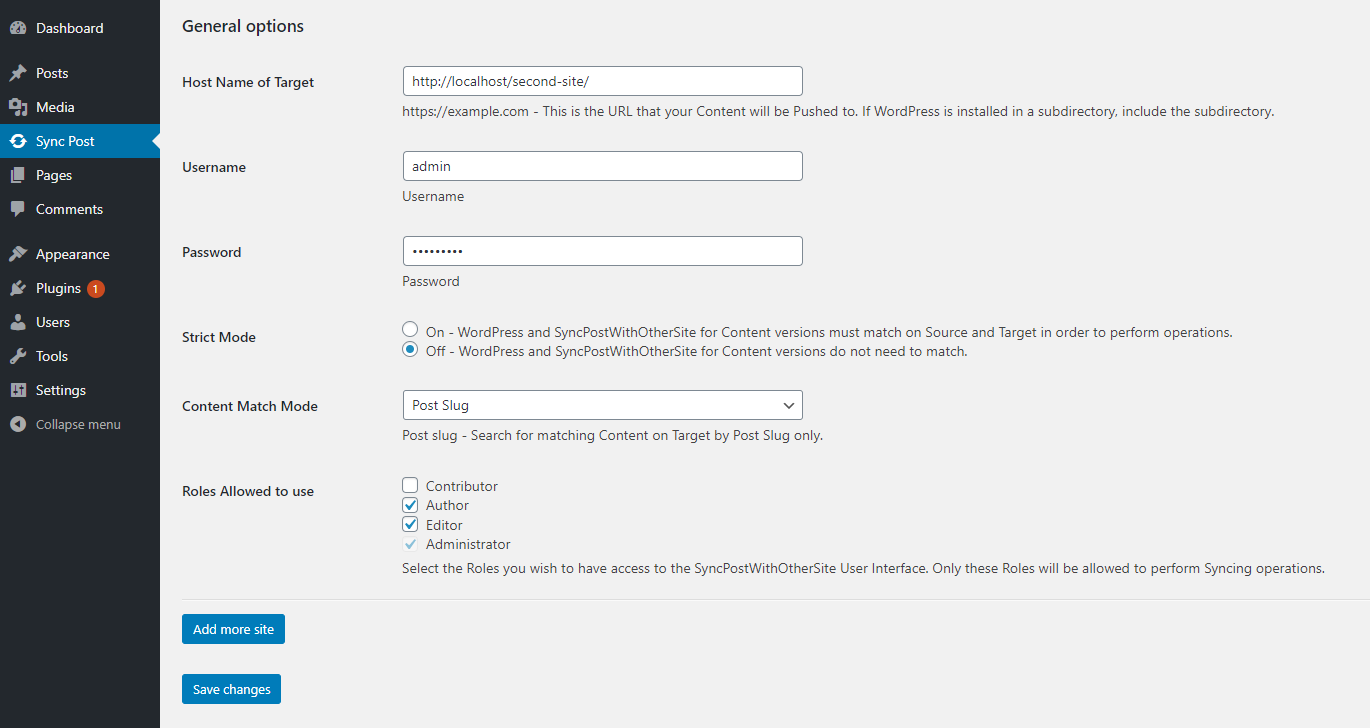 Dashboard
Posts
Media
Sync Post
Pages
Comments
Appearance
Plugins 1
Users
Tools
Settings
Collapse menu
General options
Host Name of Target
http://localhost/second-site/
https://example.com - This is the URL that your Content will be Pushed to. If WordPress is installed in a subdirectory, include the subdirectory.
Username
admin
Username
Password
•••••••••
Password
Strict Mode
On - WordPress and SyncPostWithOtherSite for Content versions must match on Source and Target in order to perform operations.
Off - WordPress and SyncPostWithOtherSite for Content versions do not need to match.
Content Match Mode
Post Slug
Post slug - Search for matching Content on Target by Post Slug only.
Roles Allowed to use
Contributor
Author
Editor
Administrator
Select the Roles you wish to have access to the SyncPostWithOtherSite User Interface. Only these Roles will be allowed to perform Syncing operations.
Add more site
Save changes